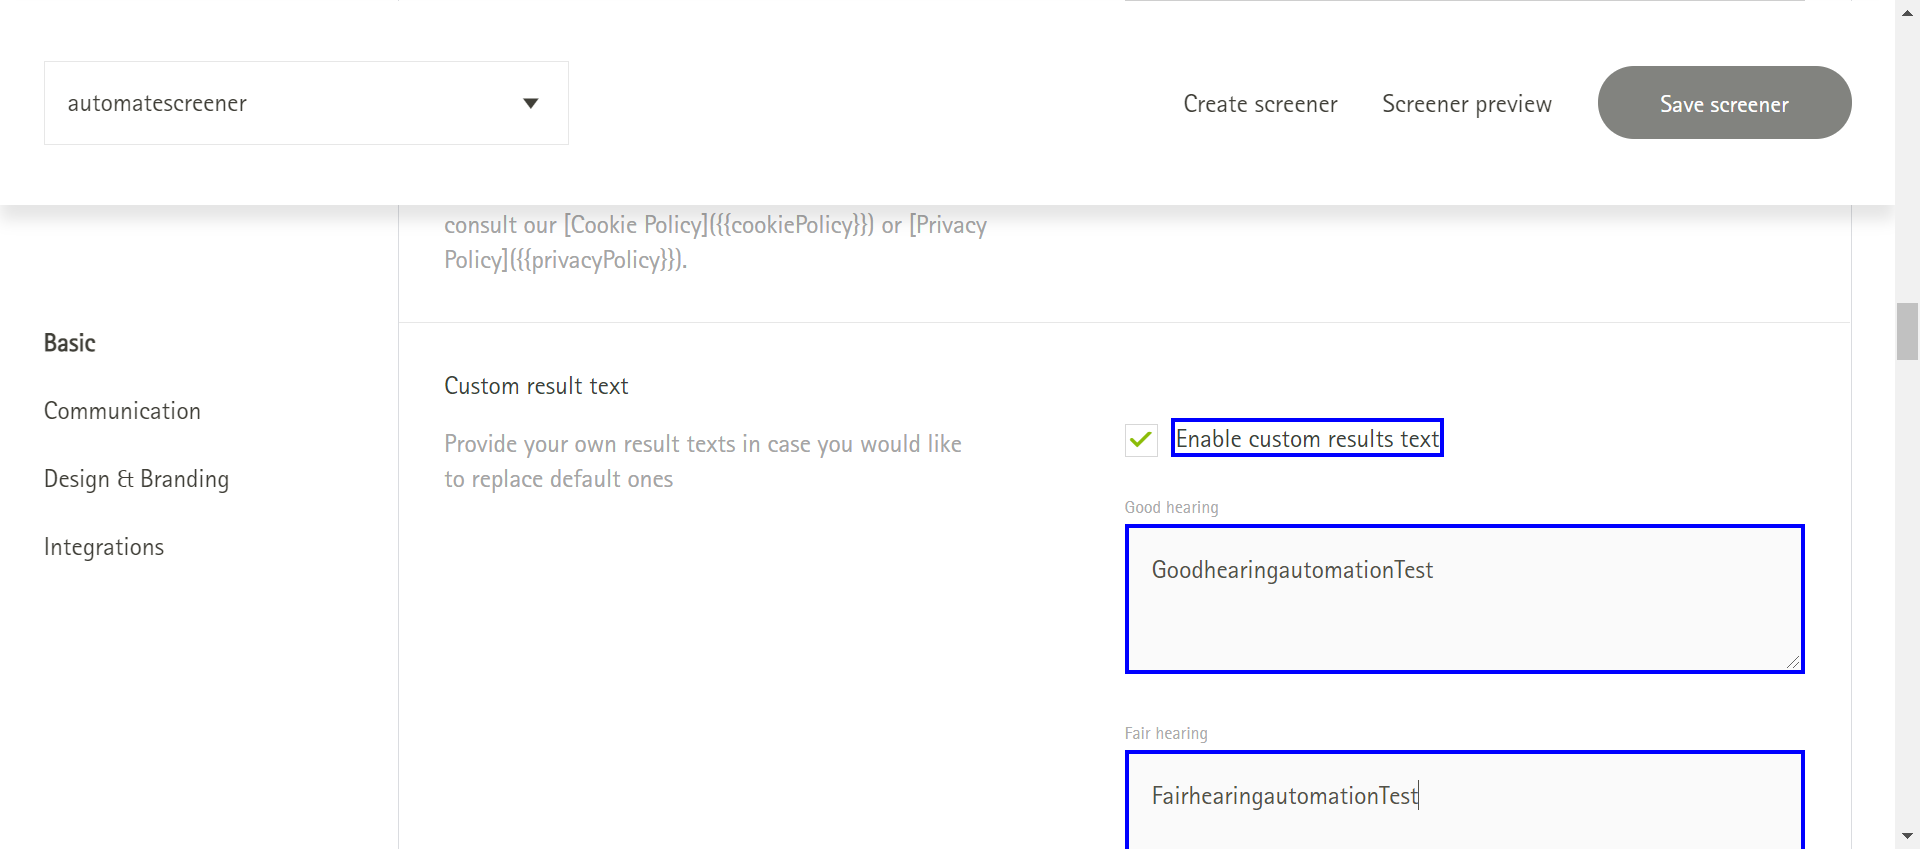 automatescreener
Create screener
Screener preview
Save screener
consult our [Cookie Policy]({{cookiePolicy}}) or [Privacy
Policy]({{privacyPolicy}}).
Basic
Communication
Design & Branding
Integrations
Custom result text
Provide your own result texts in case you would like
to replace default ones
Enable custom results text
Good hearing
GoodhearingautomationTest
Fair hearing
FairhearingautomationTest